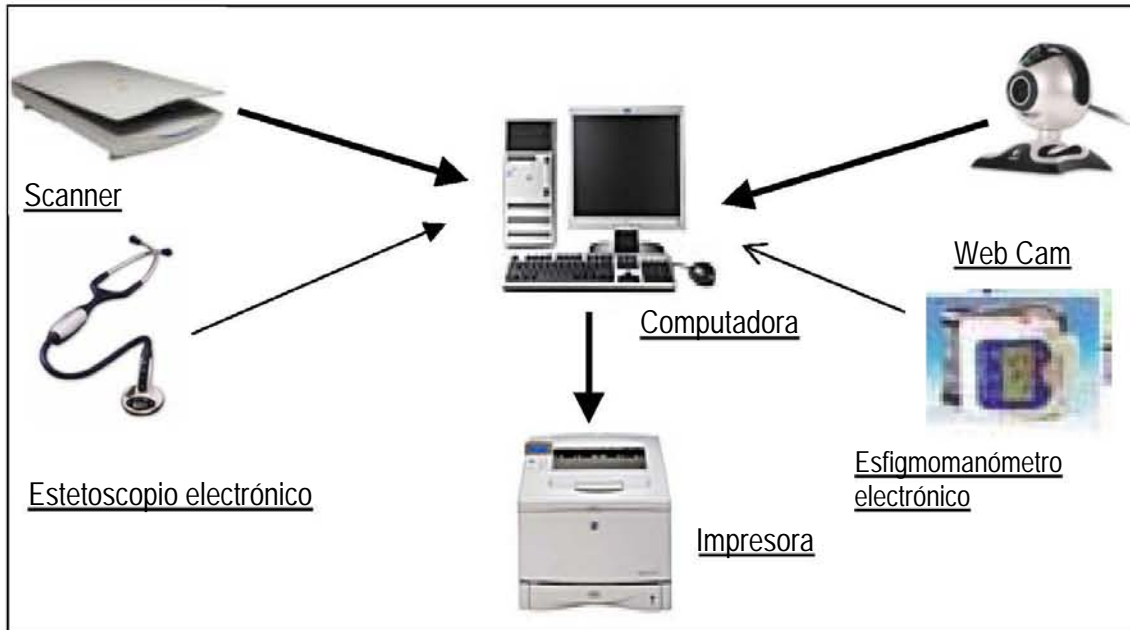 Scanner
Web Cam
Computadora
Estetoscopio electrónico
Esfigmomanómetro
electrónico
Impresora